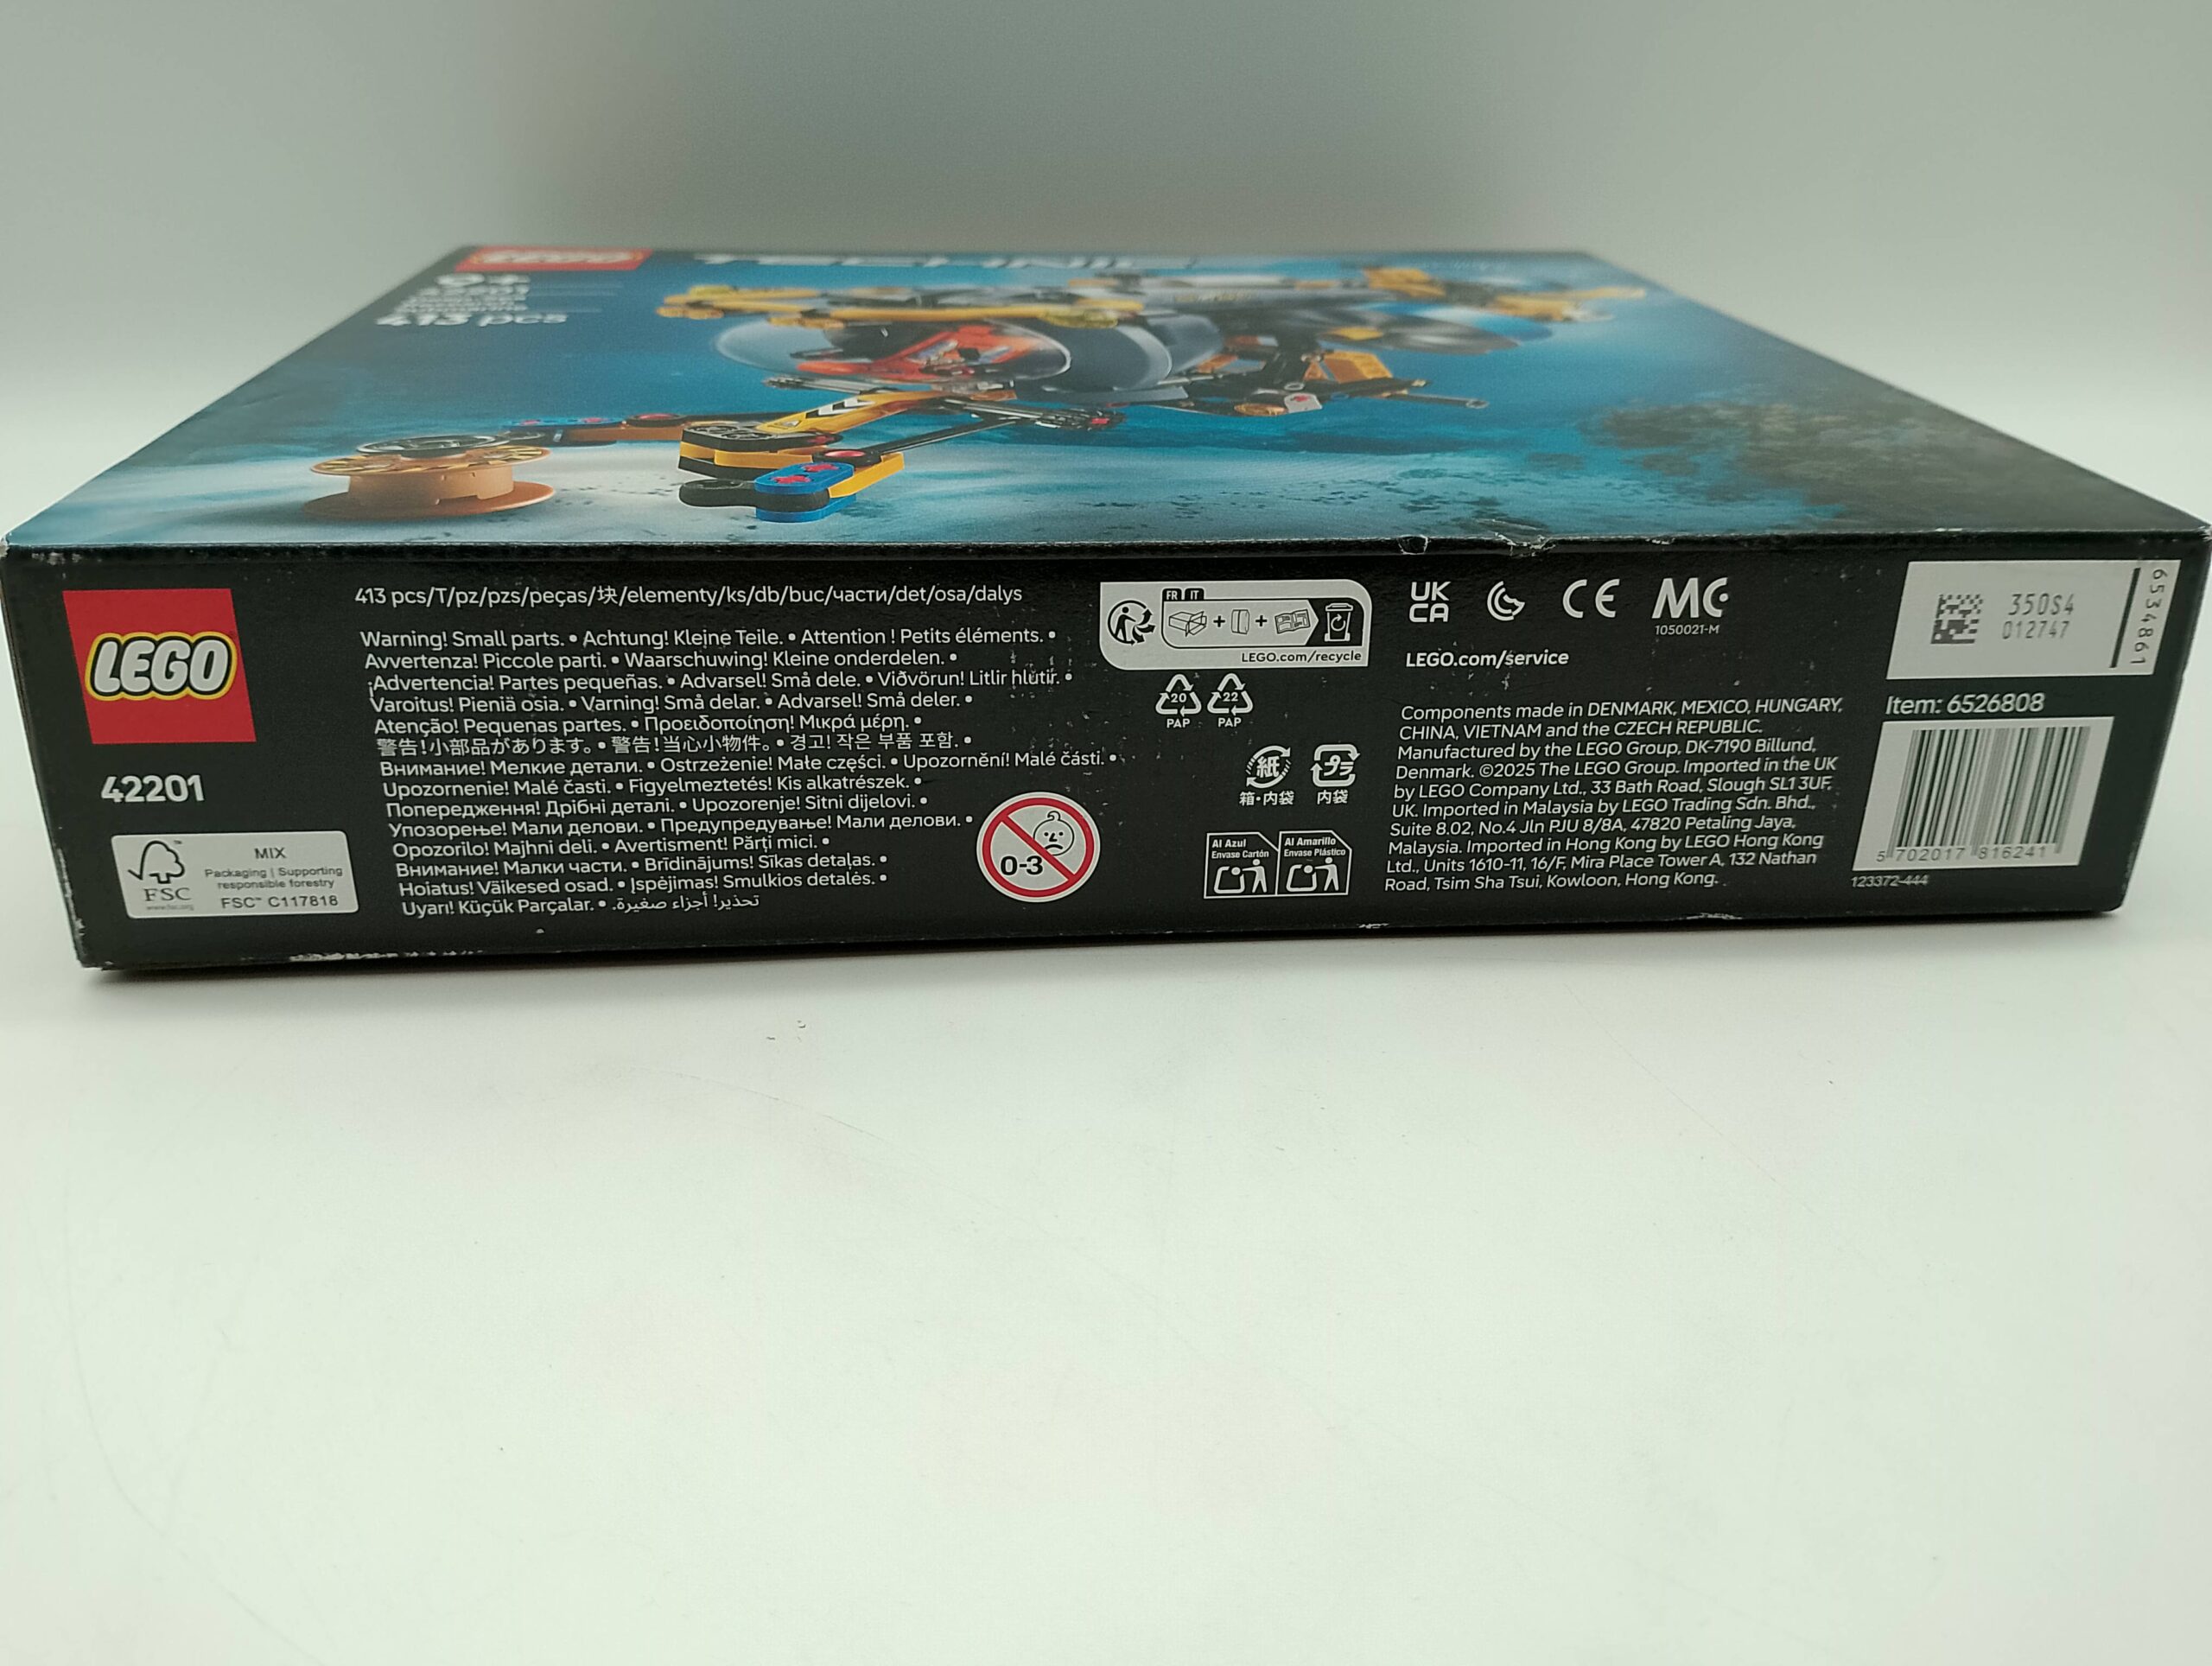 LEGO
TECHNIC
9+
42201
413 pcs
LEGO
42201
FSC
www.fsc.org
MIX
Packaging | Supporting
responsible forestry
FSC™ C117818
413 pcs/T/pz/pzs/peças/块/elementy/ks/db/buc/части/det/osa/dalys
Warning! Small parts. • Achtung! Kleine Teile. • Attention ! Petits éléments. •
Avvertenza! Piccole parti. • Waarschuwing! Kleine onderdelen. •
¡Advertencia! Partes pequeñas. • Advarsel! Små dele. • Viðvörun! Litlir hlutir. •
Varoitus! Pieniä osia. • Varning! Små delar. • Advarsel! Små deler. •
Atenção! Pequenas partes. • Προειδοποίηση! Μικρά μέρη. •
警告!小部品があります。• 警告!当心小物件。• 경고! 작은 부품 포함. •
Внимание! Мелкие детали. • Ostrzeżenie! Małe części. • Upozornění! Malé části. •
Upozornenie! Malé časti. • Figyelmeztetés! Kis alkatrészek. •
Попередження! Дрібні деталі. • Upozorenje! Sitni dijelovi. •
Упозорење! Мали делови. • Предупредување! Мали делови. •
Opozorilo! Majhni deli. • Avertisment! Părți mici. •
Внимание! Малки части. • Brīdinājums! Sīkas detaļas. •
Hoiatus! Väikesed osad. • Įspėjimas! Smulkios detalės. •
Uyarı! Küçük Parçalar. • تحذير! أجزاء صغيرة.
0-3
FR IT
LEGO.com/recycle
20
PAP
22
PAP
紙
箱・内袋
プラ
内袋
Al Azul
Envase Cartón
Al Amarillo
Envase Plástico
UK
CA
CE
MC
1050021-M
LEGO.com/service
Components made in DENMARK, MEXICO, HUNGARY,
CHINA, VIETNAM and the CZECH REPUBLIC.
Manufactured by the LEGO Group, DK-7190 Billund,
Denmark. ©2025 The LEGO Group. Imported in the UK
by LEGO Company Ltd., 33 Bath Road, Slough SL1 3UF,
UK. Imported in Malaysia by LEGO Trading Sdn. Bhd.,
Suite 8.02, No.4 Jln PJU 8/8A, 47820 Petaling Jaya,
Malaysia. Imported in Hong Kong by LEGO Hong Kong
Ltd., Units 1610-11, 16/F, Mira Place Tower A, 132 Nathan
Road, Tsim Sha Tsui, Kowloon, Hong Kong.
350S4
012747
6534861
Item: 6526808
5 702017 816241
123372-444